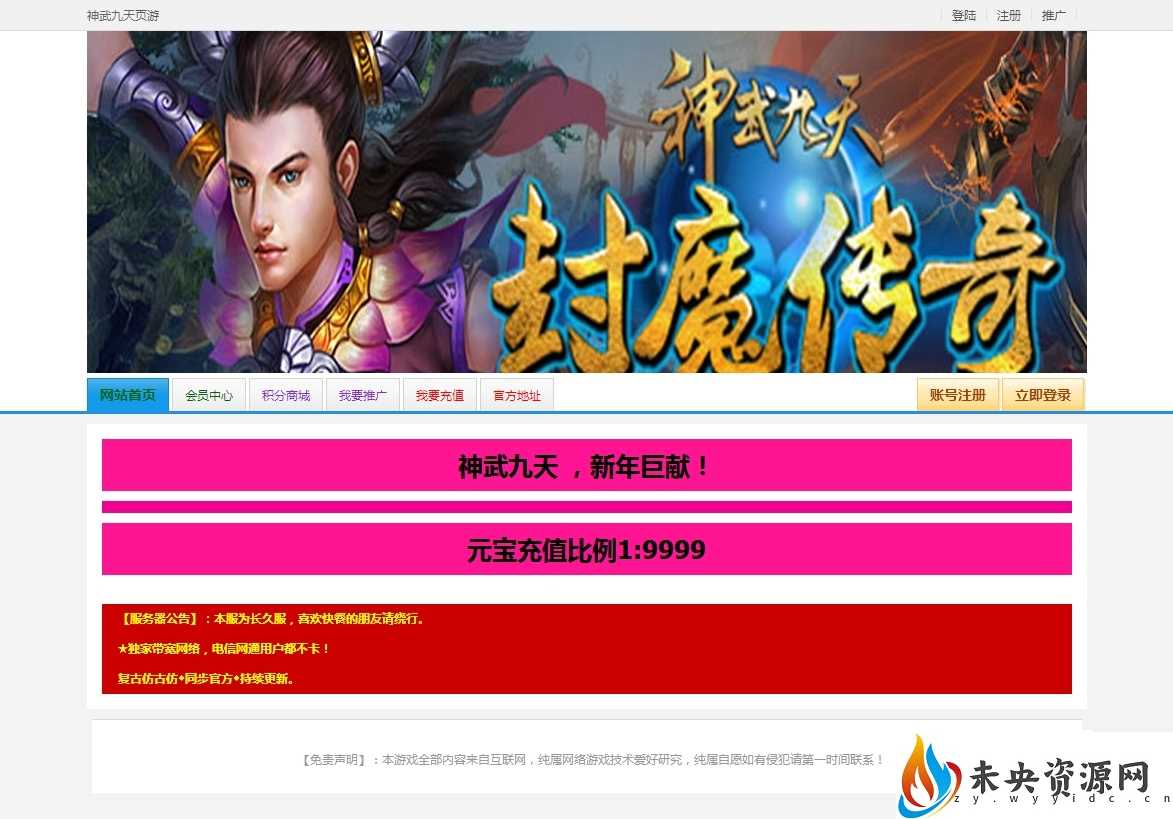 神武九天页游
登陆 注册 推广
神武九天
封魔传奇
网站首页 会员中心 积分商城 我要推广 我要充值 官方地址 账号注册 立即登录
神武九天 ，新年巨献！
元宝充值比例1:9999
【服务器公告】：本服为长久服，喜欢快餐的朋友请绕行。
★独家带宽网络，电信网通用户都不卡！
复古仿古仿*同步官方*持续更新。
【免责声明】：本游戏全部内容来自互联网，纯属网络游戏技术爱好研究，纯属自愿如有侵犯请第一时间联系！
未央资源网
zy.wyyidc.cn